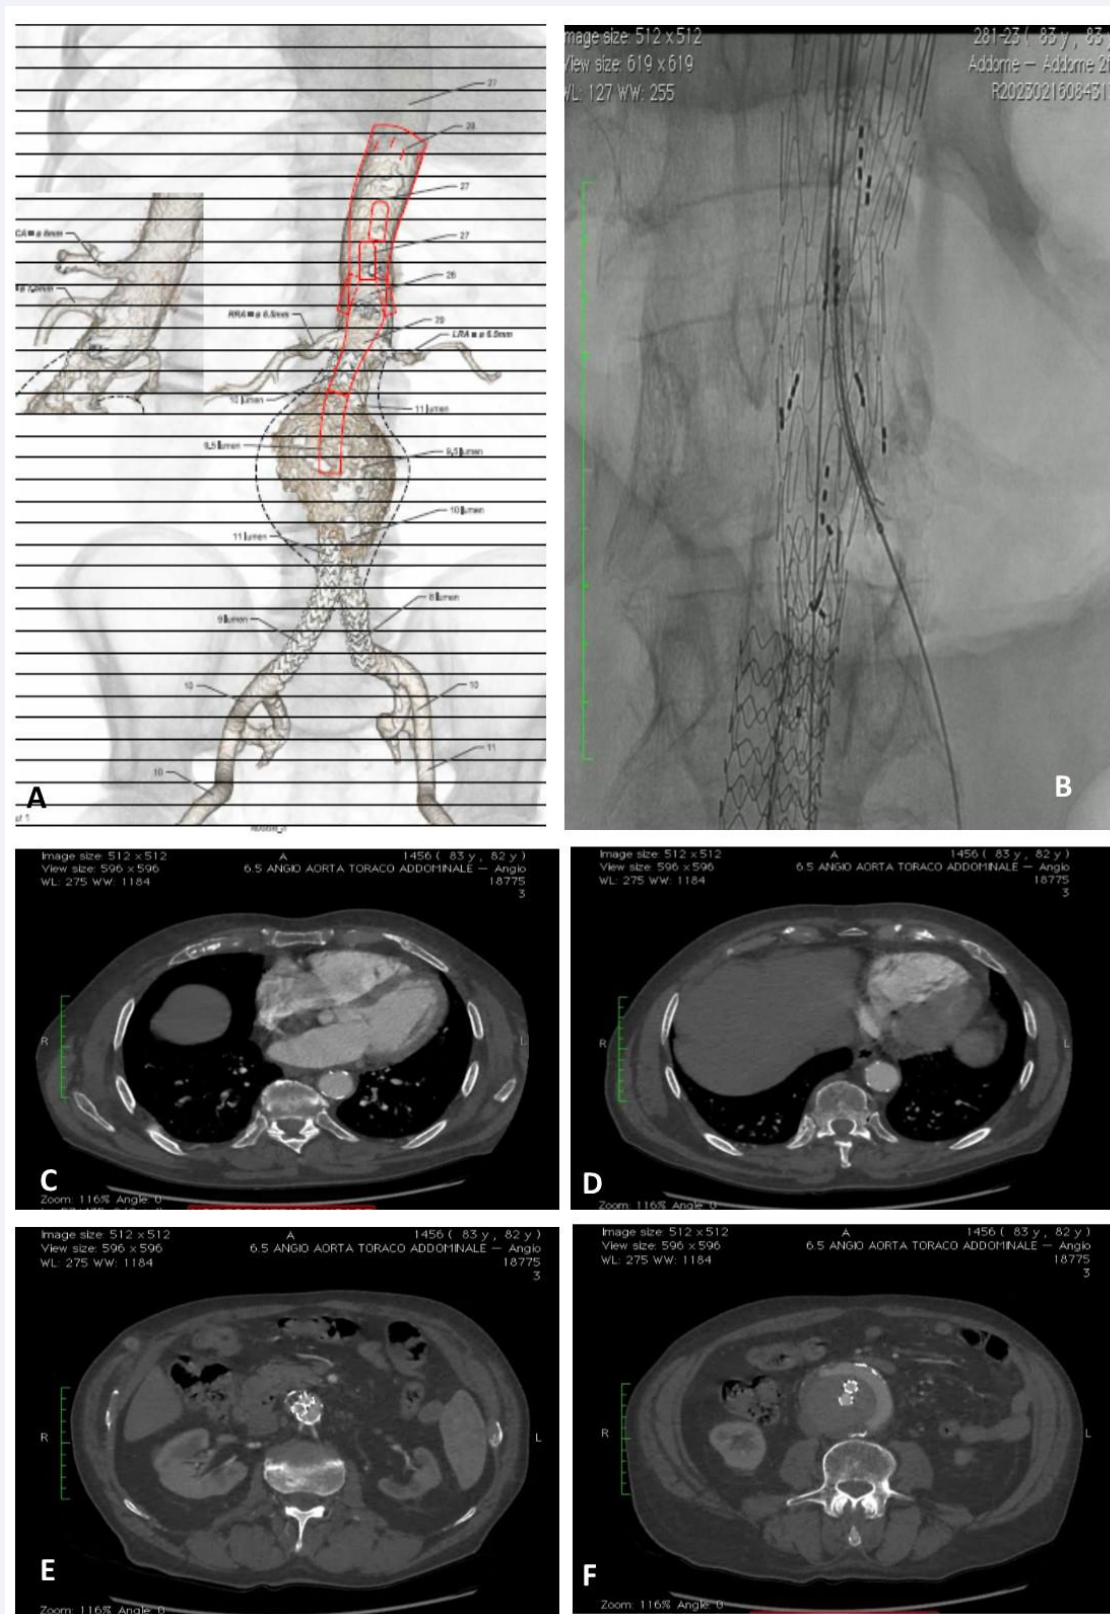 27
28
27
27
26
RRA = ø 6.5mm
29
LRA = ø 6.5mm
10 lumen
11 lumen
9,5 lumen
9,5 lumen
10 lumen
11 lumen
8 lumen
9 lumen
10
10
11
10
A
Image size: 512 x 512
281-23 ( 83 y , 83 y
View size: 619 x 619
Addome — Addome 2f
WL: 127 WW: 255
B
Image size: 512 x 512
A
1456 ( 83 y , 82 y )
View size: 596 x 596
6.5 ANGIO AORTA TORACO ADDOMINALE — Angio
WL: 275 WW: 1184
18775
3
R
L
C
Zoom: 116% Angle: 0
Image size: 512 x 512
A
1456 ( 83 y , 82 y )
View size: 596 x 596
6.5 ANGIO AORTA TORACO ADDOMINALE — Angio
WL: 275 WW: 1184
18775
3
R
L
D
Zoom: 116% Angle: 0
Image size: 512 x 512
A
1456 ( 83 y , 82 y )
View size: 596 x 596
6.5 ANGIO AORTA TORACO ADDOMINALE — Angio
WL: 275 WW: 1184
18775
3
R
L
E
Zoom: 116% Angle: 0
Image size: 512 x 512
A
1456 ( 83 y , 82 y )
View size: 596 x 596
6.5 ANGIO AORTA TORACO ADDOMINALE — Angio
WL: 275 WW: 1184
18775
3
R
L
F
Zoom: 116% Angle: 0